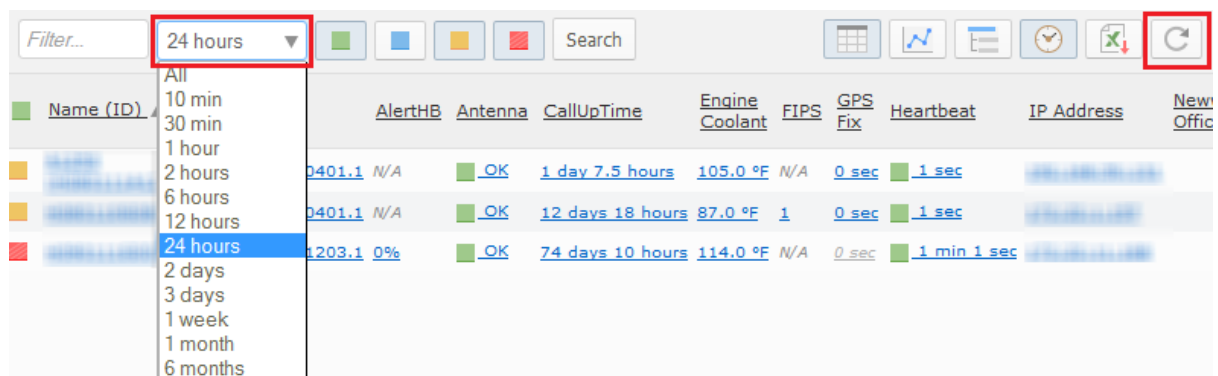 Filter... 24 hours ▼ Search
All
10 min
30 min
1 hour
2 hours
6 hours
12 hours
24 hours
2 days
3 days
1 week
1 month
6 months
Name (ID) AlertHB Antenna CallUpTime Engine Coolant FIPS GPS Fix Heartbeat IP Address
0401.1 N/A OK 1 day 7.5 hours 105.0 °F N/A 0 sec 1 sec
0401.1 N/A OK 12 days 18 hours 87.0 °F 1 0 sec 1 sec
1203.1 0% OK 74 days 10 hours 114.0 °F N/A 0 sec 1 min 1 sec